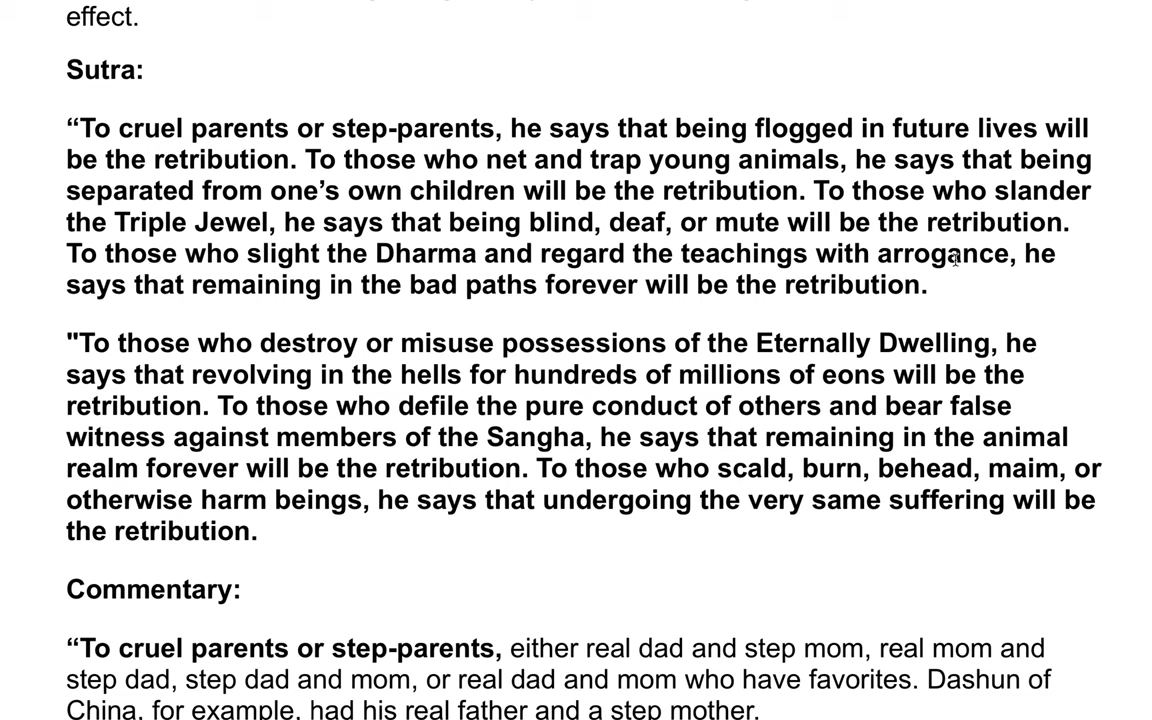 effect.
Sutra:
“To cruel parents or step-parents, he says that being flogged in future lives will
be the retribution. To those who net and trap young animals, he says that being
separated from one’s own children will be the retribution. To those who slander
the Triple Jewel, he says that being blind, deaf, or mute will be the retribution.
To those who slight the Dharma and regard the teachings with arrogance, he
says that remaining in the bad paths forever will be the retribution.
"To those who destroy or misuse possessions of the Eternally Dwelling, he
says that revolving in the hells for hundreds of millions of eons will be the
retribution. To those who defile the pure conduct of others and bear false
witness against members of the Sangha, he says that remaining in the animal
realm forever will be the retribution. To those who scald, burn, behead, maim, or
otherwise harm beings, he says that undergoing the very same suffering will be
the retribution.
Commentary:
“To cruel parents or step-parents, either real dad and step mom, real mom and
step dad, step dad and mom, or real dad and mom who have favorites. Dashun of
China, for example, had his real father and a step mother.